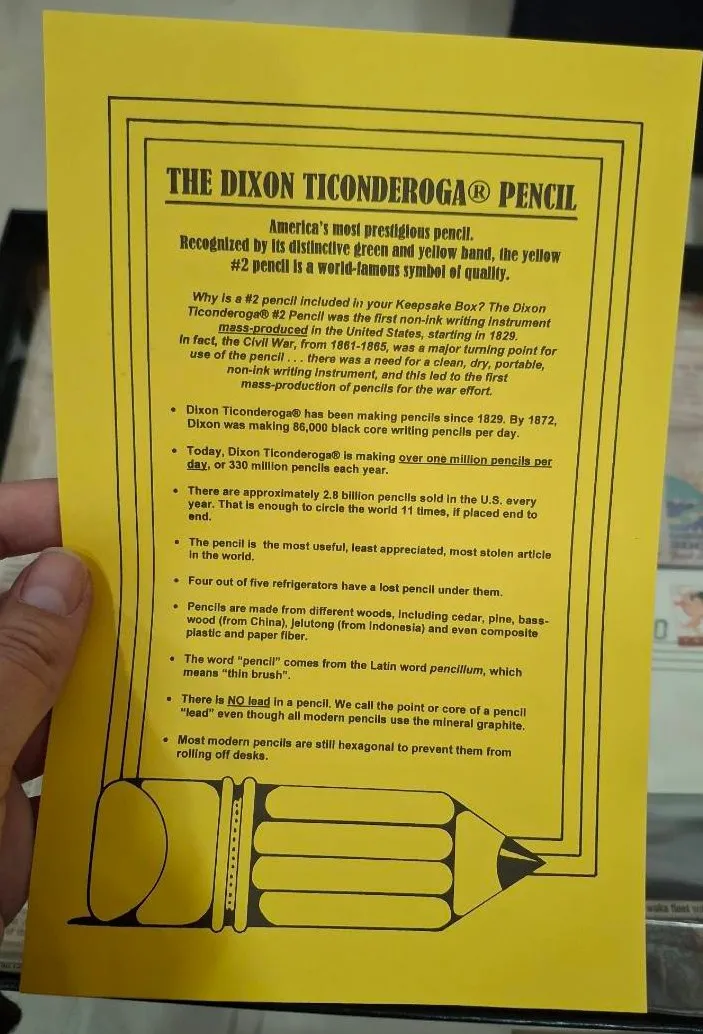 THE DIXON TICONDEROGA® PENCIL
America's most prestigious pencil.
Recognized by its distinctive green and yellow band, the yellow
#2 pencil is a world-famous symbol of quality.
Why is a #2 pencil included in your Keepsake Box? The Dixon
Ticonderoga® #2 Pencil was the first non-ink writing instrument
mass-produced in the United States, starting in 1829.
In fact, the Civil War, from 1861-1865, was a major turning point for
use of the pencil . . . there was a need for a clean, dry, portable,
non-ink writing instrument, and this led to the first
mass-production of pencils for the war effort.
• Dixon Ticonderoga® has been making pencils since 1829. By 1872,
Dixon was making 86,000 black core writing pencils per day.
• Today, Dixon Ticonderoga® is making over one million pencils per
day, or 330 million pencils each year.
• There are approximately 2.8 billion pencils sold in the U.S. every
year. That is enough to circle the world 11 times, if placed end to
end.
• The pencil is the most useful, least appreciated, most stolen article
in the world.
• Four out of five refrigerators have a lost pencil under them.
• Pencils are made from different woods, including cedar, pine, bass-
wood (from China), jelutong (from Indonesia) and even composite
plastic and paper fiber.
• The word "pencil" comes from the Latin word pencillum, which
means "thin brush".
• There is NO lead in a pencil. We call the point or core of a pencil
"lead" even though all modern pencils use the mineral graphite.
• Most modern pencils are still hexagonal to prevent them from
rolling off desks.